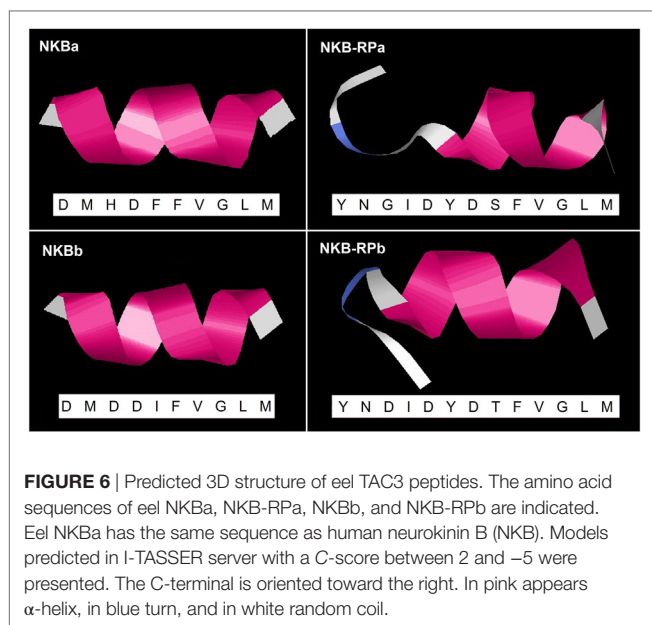 NKBa
D M H D F F V G L M
NKB-RPa
Y N G I D Y D S F V G L M
NKBb
D M D D I F V G L M
NKB-RPb
Y N D I D Y D T F V G L M
FIGURE 6 | Predicted 3D structure of eel TAC3 peptides. The amino acid
sequences of eel NKBa, NKB-RPa, NKBb, and NKB-RPb are indicated.
Eel NKBa has the same sequence as human neurokinin B (NKB). Models
predicted in I-TASSER server with a C-score between 2 and −5 were
presented. The C-terminal is oriented toward the right. In pink appears
α-helix, in blue turn, and in white random coil.